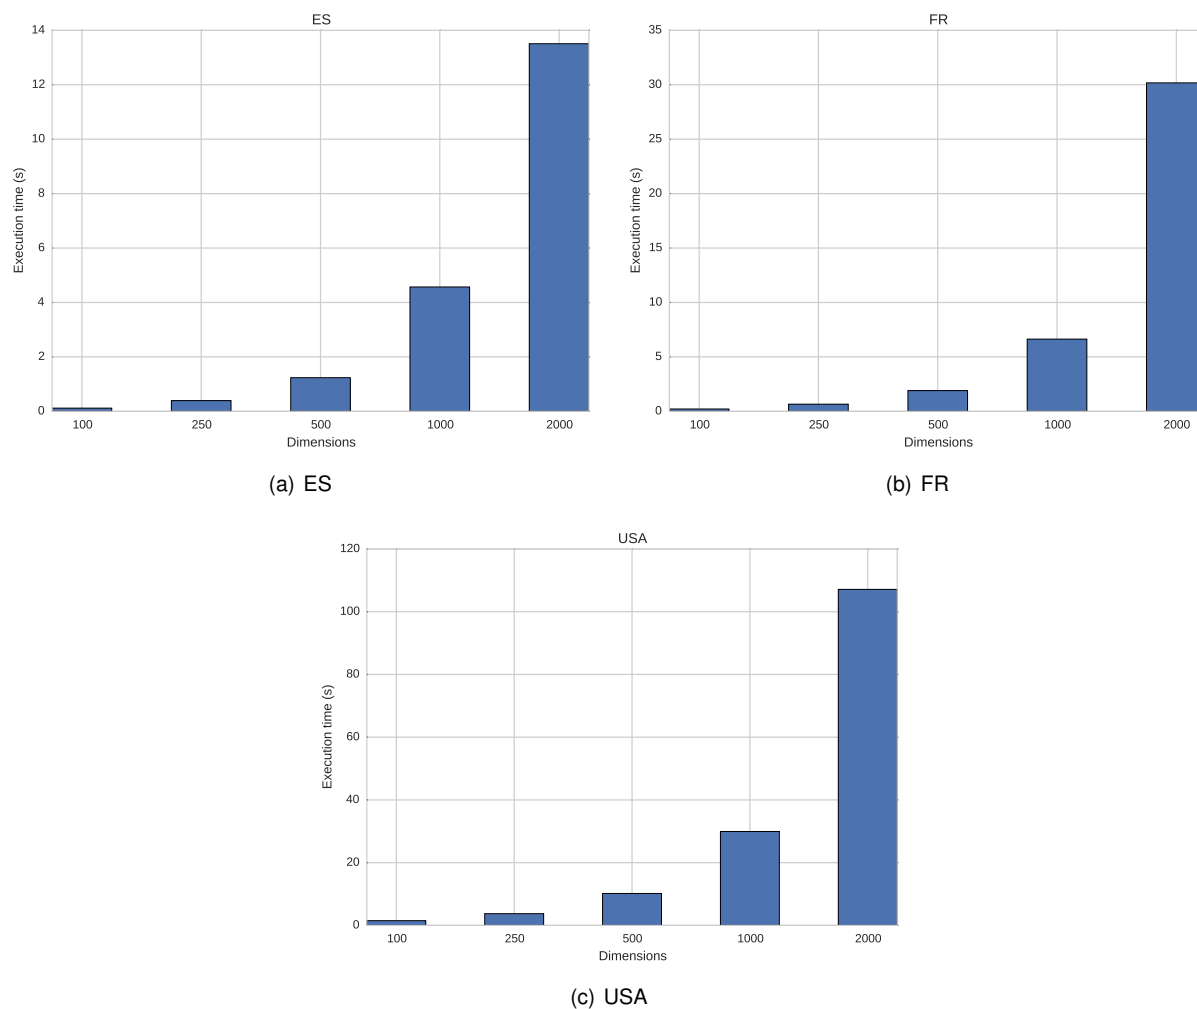 ES
14
12
10
8
6
4
2
0
Execution time (s)
100 250 500 1000 2000
Dimensions
(a) ES
FR
35
30
25
20
15
10
5
0
Execution time (s)
100 250 500 1000 2000
Dimensions
(b) FR
USA
120
100
80
60
40
20
0
Execution time (s)
100 250 500 1000 2000
Dimensions
(c) USA